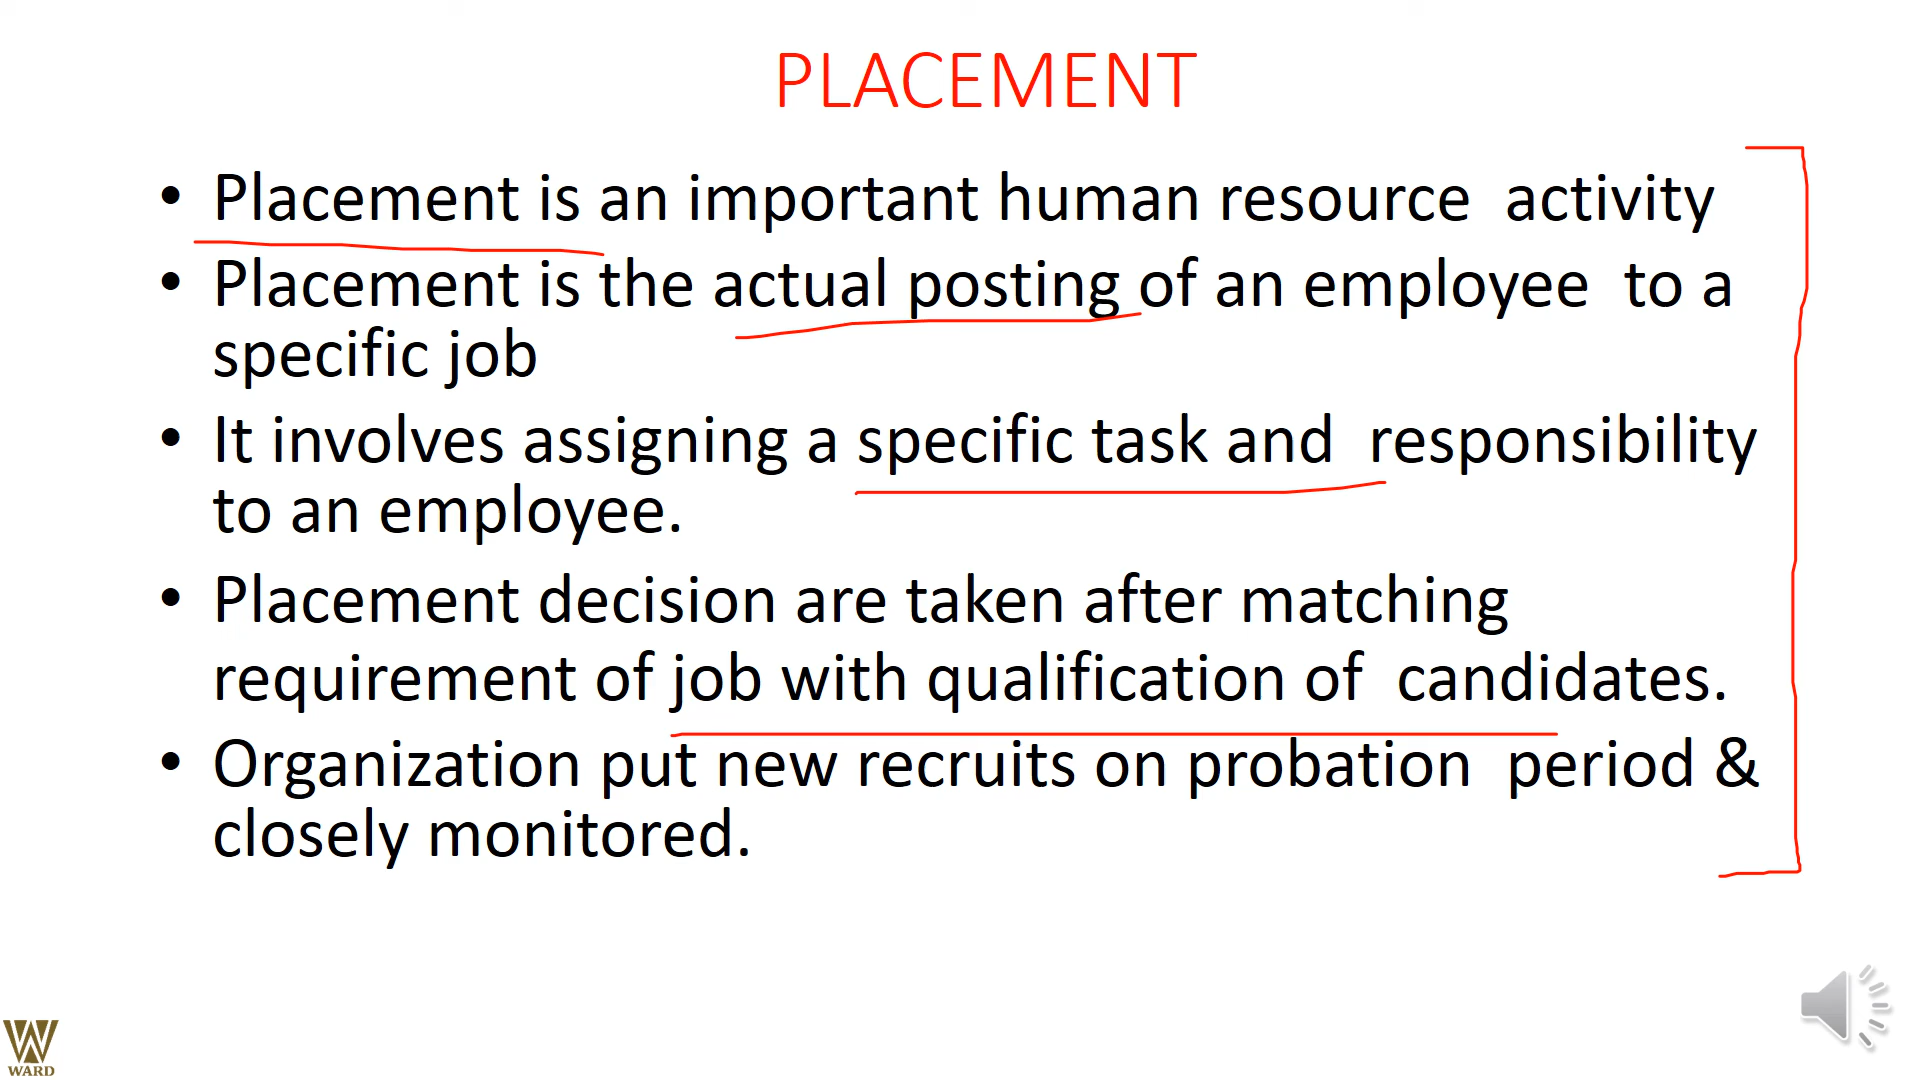 PLACEMENT
• Placement is an important human resource activity
• Placement is the actual posting of an employee to a
specific job
• It involves assigning a specific task and responsibility
to an employee.
• Placement decision are taken after matching
requirement of job with qualification of candidates.
• Organization put new recruits on probation period &
closely monitored.
WARD